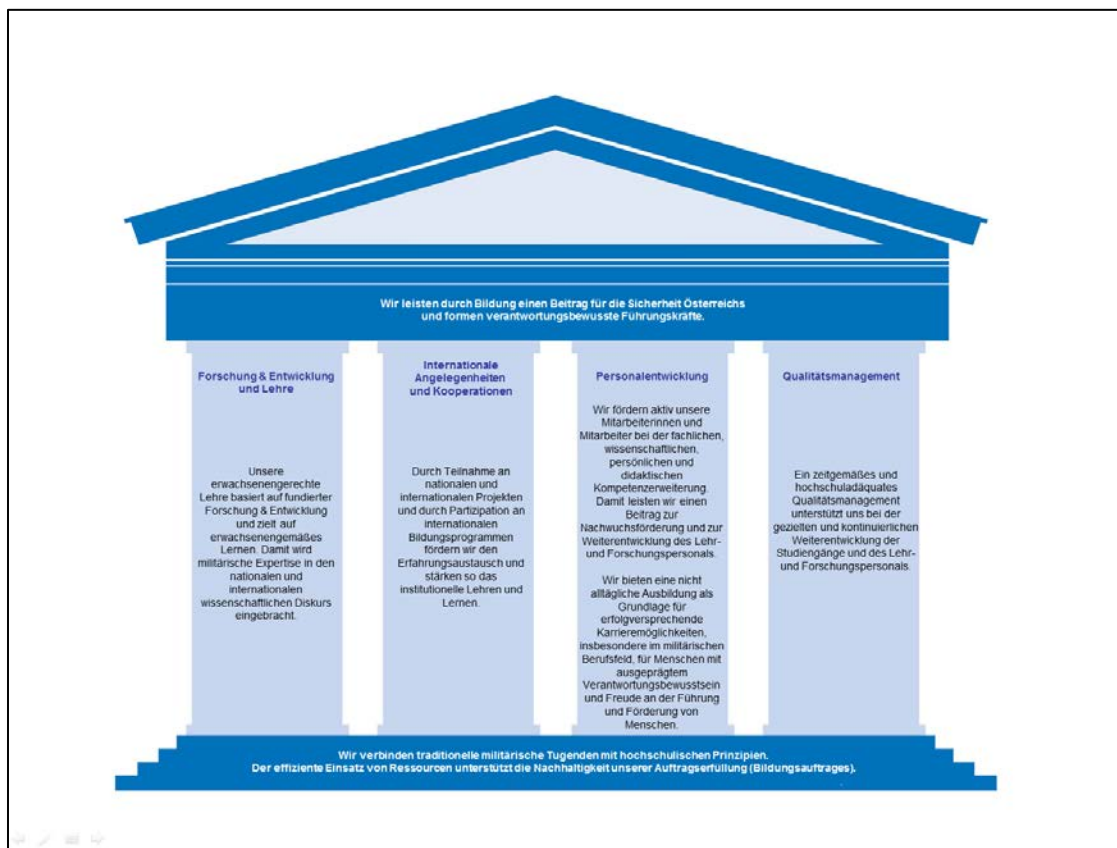 Wir leisten durch Bildung einen Beitrag für die Sicherheit Österreichs
und formen verantwortungsbewusste Führungskräfte.
Forschung & Entwicklung
und Lehre
Unsere
erwachsenengerechte
Lehre basiert auf fundierter
Forschung & Entwicklung
und zielt auf
erwachsenengemäßes
Lernen. Damit wird
militärische Expertise in den
nationalen und
internationalen
wissenschaftlichen Diskurs
eingebracht.
Internationale
Angelegenheiten
und Kooperationen
Durch Teilnahme an
nationalen und
internationalen Projekten
und durch Partizipation an
internationalen
Bildungsprogrammen
fördern wir den
Erfahrungsaustausch und
stärken so das
institutionelle Lehren und
Lernen.
Personalentwicklung
Wir fördern aktiv unsere
Mitarbeiterinnen und
Mitarbeiter bei der fachlichen,
wissenschaftlichen,
persönlichen und
didaktischen
Kompetenzerweiterung.
Damit leisten wir einen
Beitrag zur
Nachwuchsförderung und zur
Weiterentwicklung des Lehr-
und Forschungspersonals.
Wir bieten eine nicht
alltägliche Ausbildung als
Grundlage für
erfolgversprechende
Karrieremöglichkeiten,
insbesondere im militärischen
Berufsfeld, für Menschen mit
ausgeprägtem
Verantwortungsbewusstsein
und Freude an der Führung
und Förderung von
Menschen.
Qualitätsmanagement
Ein zeitgemäßes und
hochschuladäquates
Qualitätsmanagement
unterstützt uns bei der
gezielten und kontinuierlichen
Weiterentwicklung der
Studiengänge und des Lehr-
und Forschungspersonals.
Wir verbinden traditionelle militärische Tugenden mit hochschulischen Prinzipien.
Der effiziente Einsatz von Ressourcen unterstützt die Nachhaltigkeit unserer Auftragserfüllung (Bildungsauftrages).